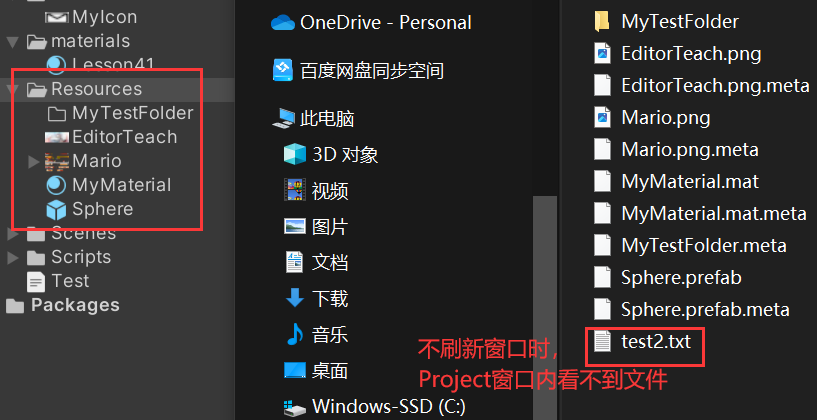 MyIcon
materials
Lesson41
Resources
MyTestFolder
EditorTeach
Mario
MyMaterial
Sphere
Scenes
Scripts
Test
Packages
OneDrive - Personal
百度网盘同步空间
此电脑
3D 对象
视频
图片
文档
下载
音乐
桌面
Windows-SSD (C:)
MyTestFolder
EditorTeach.png
EditorTeach.png.meta
Mario.png
Mario.png.meta
MyMaterial.mat
MyMaterial.mat.meta
MyTestFolder.meta
Sphere.prefab
Sphere.prefab.meta
test2.txt
不刷新窗口时,
Project窗口内看不到文件